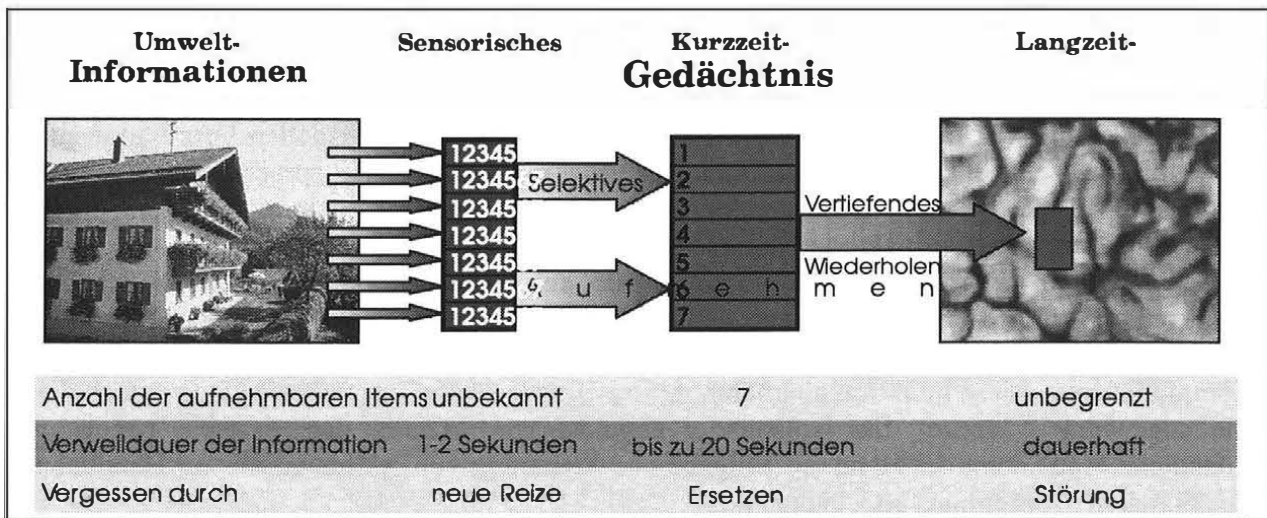 Umwelt-
Informationen
Sensorisches
Kurzzeit-
Gedächtnis
Langzeit-
12345
12345
12345
12345
12345
12345
12345
Selektives
Aufnehmen
1
2
3
4
5
6
7
Vertiefendes
Wiederholen
Anzahl der aufnehmbaren Items unbekannt 7 unbegrenzt
Verweildauer der Information 1-2 Sekunden bis zu 20 Sekunden dauerhaft
Vergessen durch neue Reize Ersetzen Störung